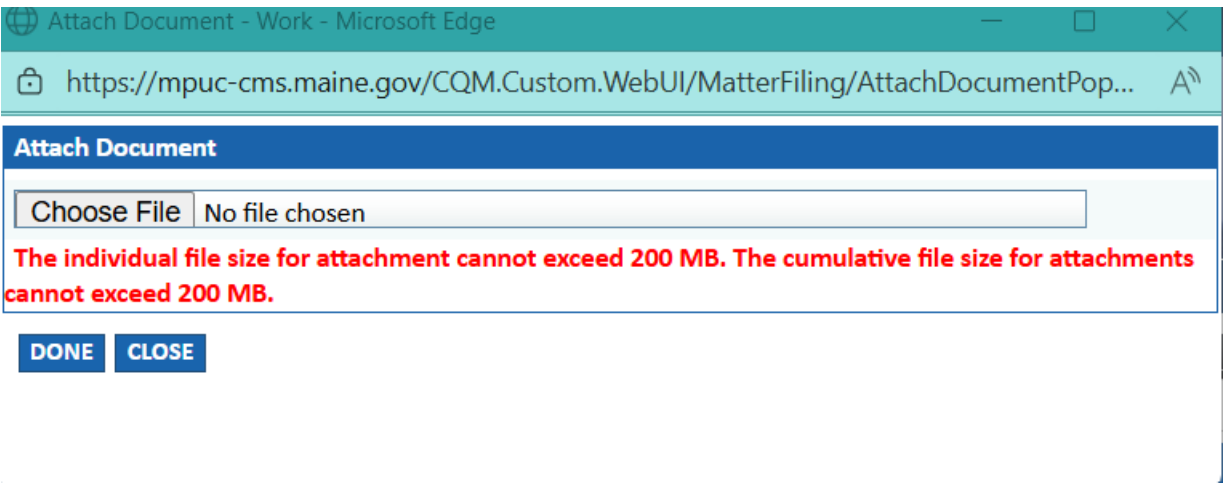 Attach Document - Work - Microsoft Edge
https://mpuc-cms.maine.gov/CQM.Custom.WebUI/MatterFiling/AttachDocumentPop...
Attach Document
Choose File No file chosen
The individual file size for attachment cannot exceed 200 MB. The cumulative file size for attachments
cannot exceed 200 MB.
DONE CLOSE